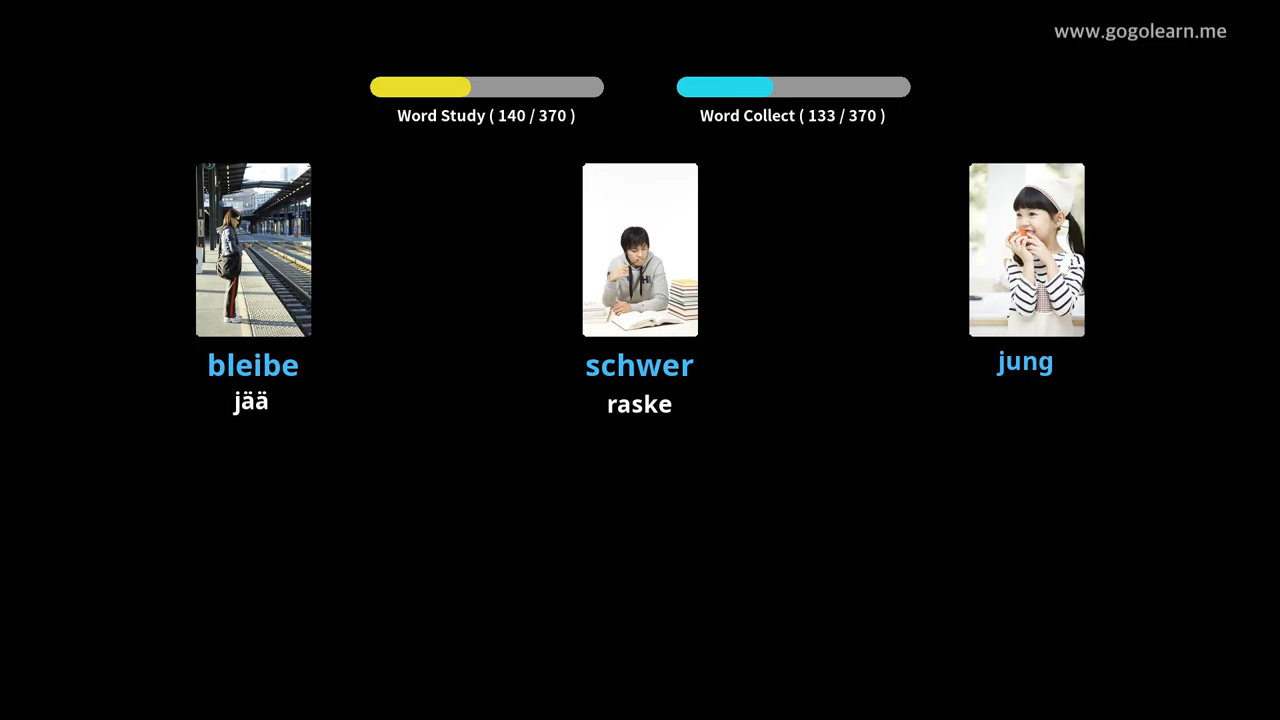 www.gogolearn.me
Word Study ( 140 / 370 )
Word Collect ( 133 / 370 )
bleibe
jää
schwer
raske
jung